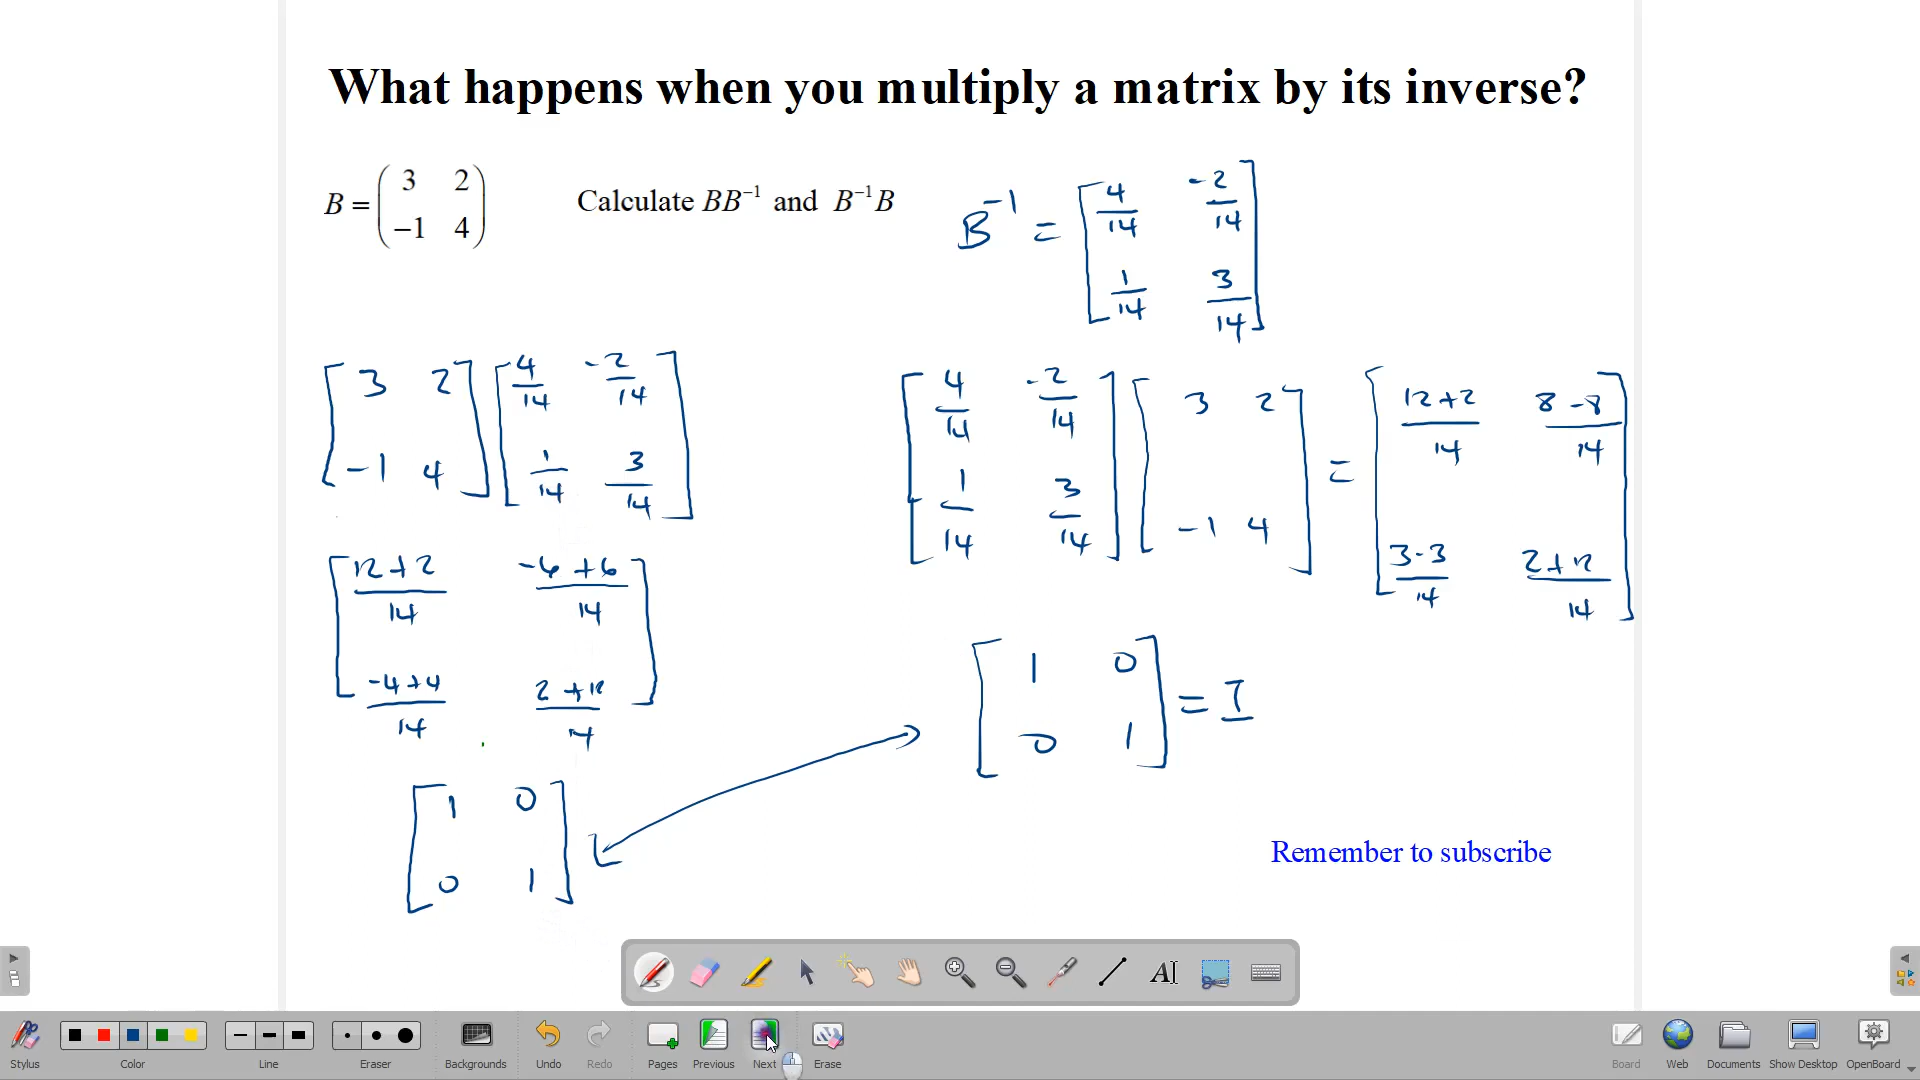 What happens when you multiply a matrix by its inverse?
B = ( 3 2
−1 4 )
Calculate BB⁻¹ and B⁻¹B
B⁻¹ = [ 4/14 -2/14
1/14 3/14 ]
[ 3 2 ] [ 4/14 -2/14 ]
[ -1 4 ] [ 1/14 3/14 ]
[ 4/14 -2/14 ] [ 3 2 ] = [ (12+2)/14 (8-8)/14 ]
[ 1/14 3/14 ] [ -1 4 ] [ (3-3)/14 (2+12)/14 ]
[ (12+2)/14 (-6+6)/14 ]
[ (-4+4)/14 (2+12)/14 ]
[ 1 0
0 1 ] = I
[ 1 0
0 1 ]
Remember to subscribe
AI
Stylus Color Line Eraser Backgrounds Undo Redo Pages Previous Next Erase Board Web Documents Show Desktop OpenBoard